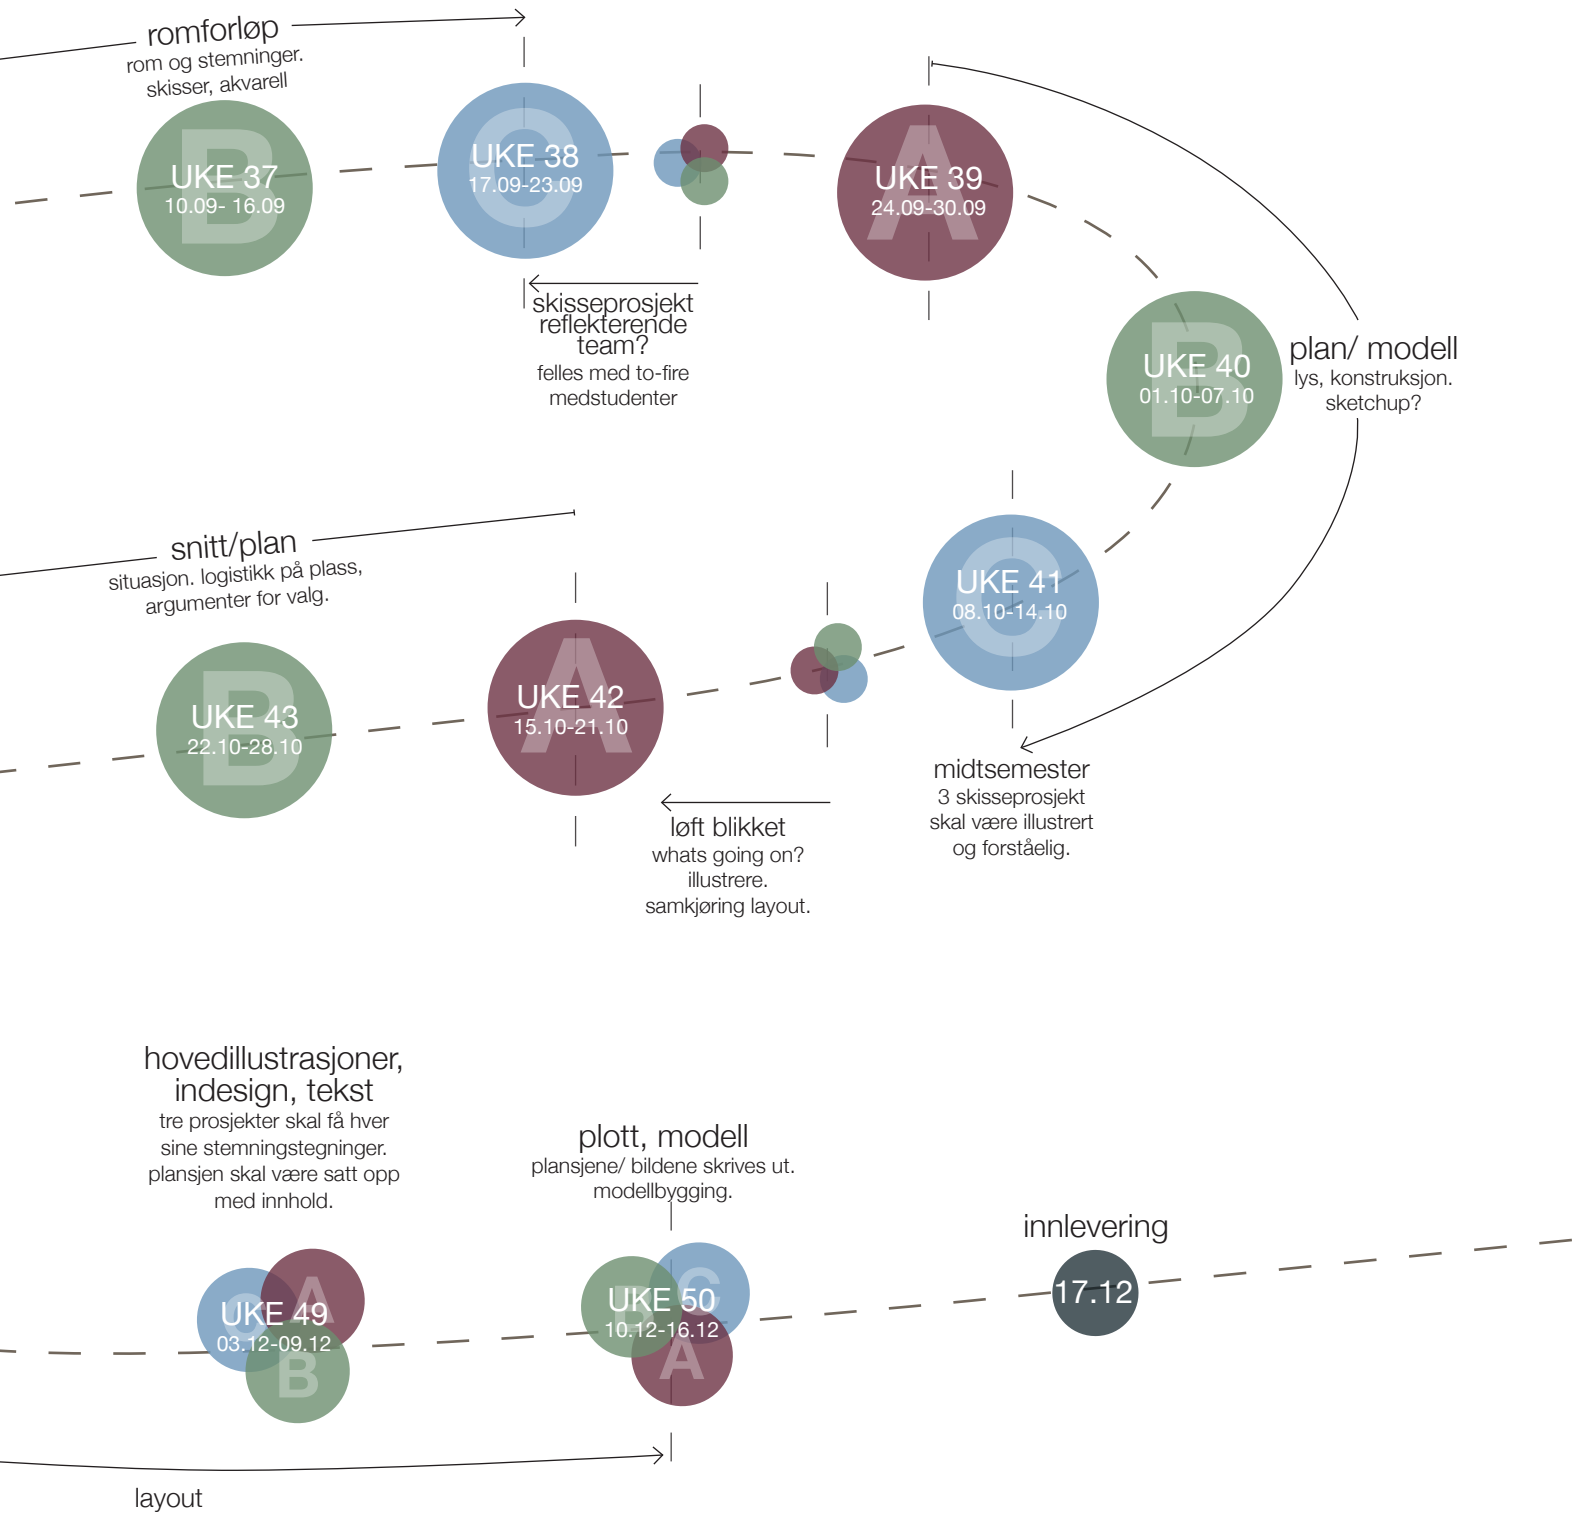 romforløp
rom og stemninger.
skisser, akvarell
B
UKE 37
10.09- 16.09
C
UKE 38
17.09-23.09
A
UKE 39
24.09-30.09
skisseprosjekt
reflekterende
team?
felles med to-fire
medstudenter
B
UKE 40
01.10-07.10
plan/ modell
lys, konstruksjon.
sketchup?
C
UKE 41
08.10-14.10
midtsemester
3 skisseprosjekt
skal være illustrert
og forståelig.
A
UKE 42
15.10-21.10
løft blikket
whats going on?
illustrere.
samkjøring layout.
snitt/plan
situasjon. logistikk på plass,
argumenter for valg.
B
UKE 43
22.10-28.10
hovedillustrasjoner,
indesign, tekst
tre prosjekter skal få hver
sine stemningstegninger.
plansjen skal være satt opp
med innhold.
C
A
UKE 49
03.12-09.12
B
plott, modell
plansjene/ bildene skrives ut.
modellbygging.
B
C
UKE 50
10.12-16.12
A
innlevering
17.12
layout